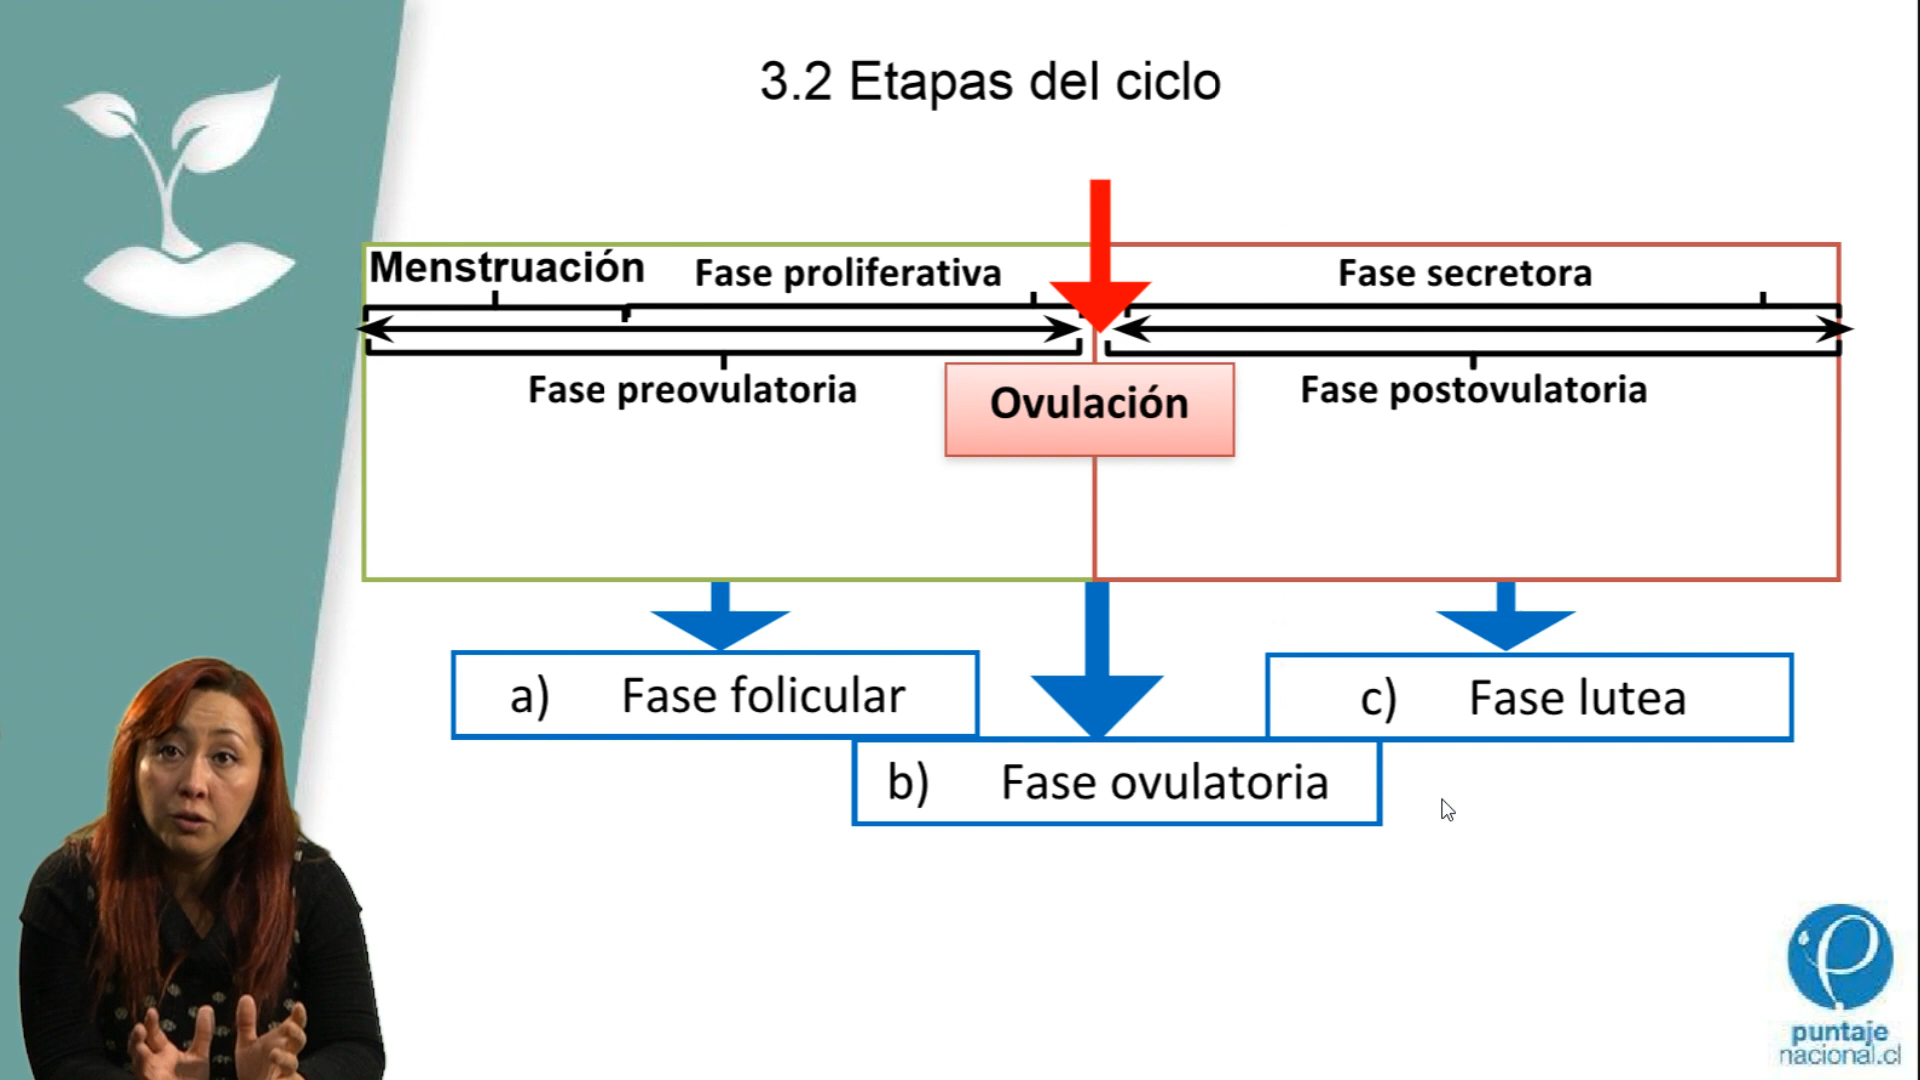 3.2 Etapas del ciclo
Menstruación
Fase proliferativa
Fase secretora
Fase preovulatoria
Ovulación
Fase postovulatoria
a) Fase folicular
c) Fase lutea
b) Fase ovulatoria
puntaje
nacional.cl